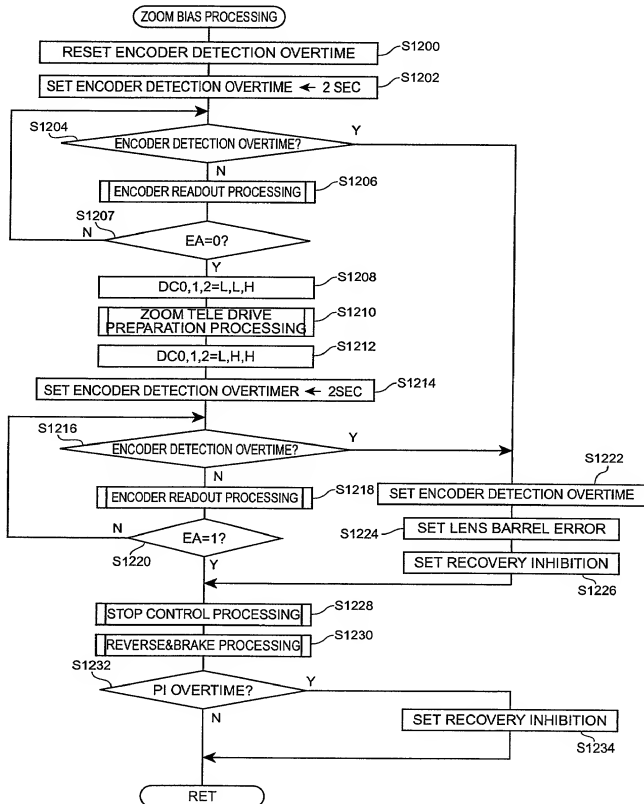 ZOOM BIAS PROCESSING
RESET ENCODER DETECTION OVERTIME
S1200
SET ENCODER DETECTION OVERTIME ← 2 SEC
S1202
S1204
ENCODER DETECTION OVERTIME?
Y
N
ENCODER READOUT PROCESSING
S1206
S1207
N
EA=0?
Y
DC0,1,2=L,L,H
S1208
ZOOM TELE DRIVE
PREPARATION PROCESSING
S1210
DC0,1,2=L,H,H
S1212
SET ENCODER DETECTION OVERTIMER ← 2SEC
S1214
S1216
ENCODER DETECTION OVERTIME?
Y
N
ENCODER READOUT PROCESSING
S1218
N
EA=1?
S1220
Y
S1222
SET ENCODER DETECTION OVERTIME
S1224
SET LENS BARREL ERROR
SET RECOVERY INHIBITION
S1226
STOP CONTROL PROCESSING
S1228
REVERSE&BRAKE PROCESSING
S1230
S1232
PI OVERTIME?
Y
N
SET RECOVERY INHIBITION
S1234
RET